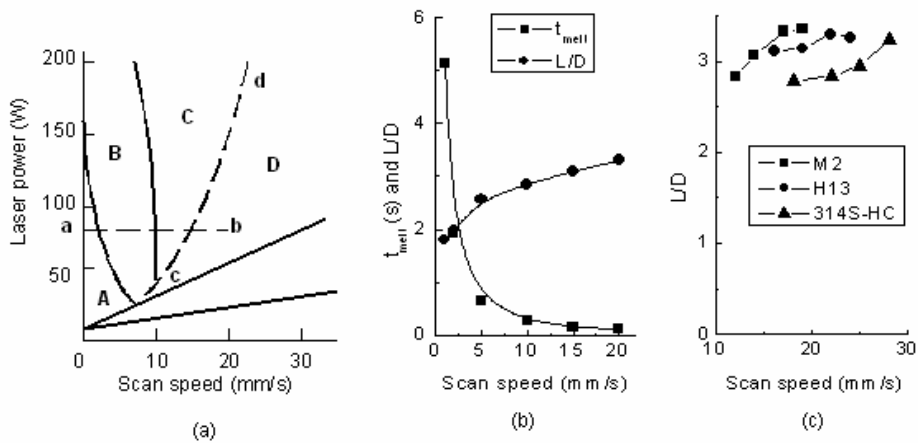 Laser power (W)
200
150
100
50
0
0 10 20 30
Scan speed (mm/s)
A
B
C
D
a
b
c
d
(a)
t_melt (s) and L/D
6
4
2
0
0 5 10 15 20
Scan speed (mm/s)
t_melt
L/D
(b)
L/D
3
2
1
0
10 20 30
Scan speed (mm/s)
M2
H13
314S-HC
(c)